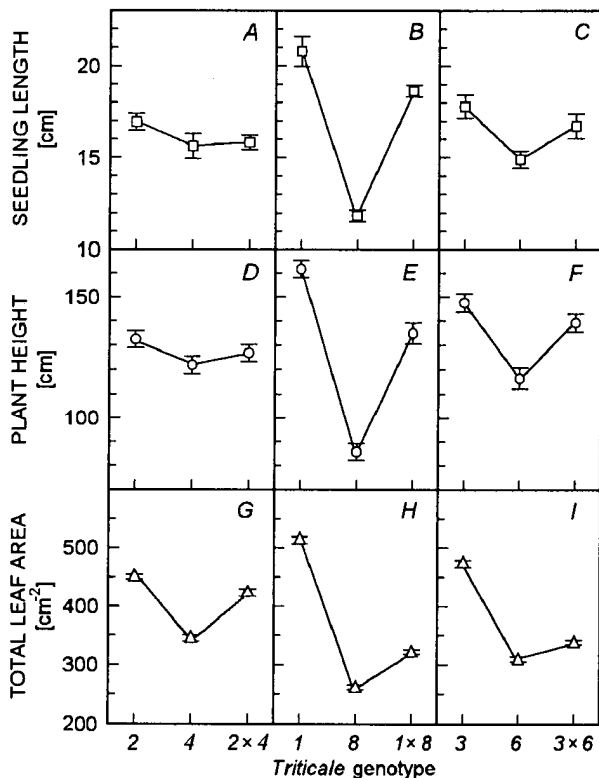 A B C
SEEDLING LENGTH
[cm]
20
15
10
D E F
PLANT HEIGHT
[cm]
150
100
G H I
TOTAL LEAF AREA
[cm-2]
500
400
300
200
2 4 2 × 4 1 8 1 × 8 3 6 3 × 6
Triticale genotype